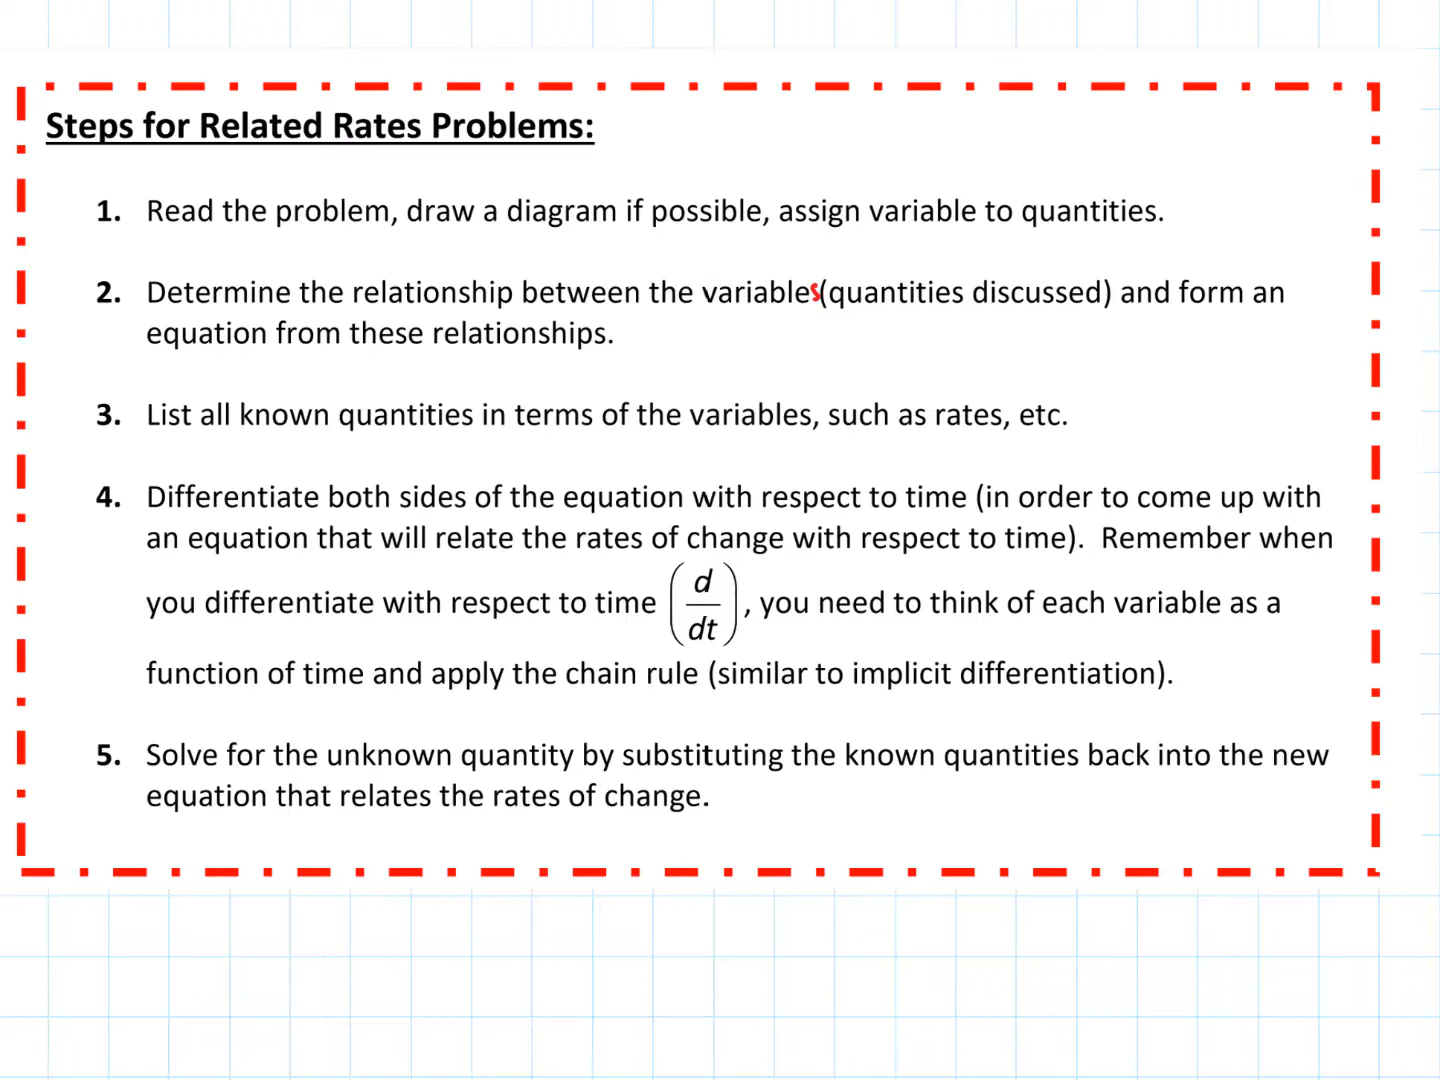 Steps for Related Rates Problems:
1. Read the problem, draw a diagram if possible, assign variable to quantities.
2. Determine the relationship between the variables(quantities discussed) and form an
equation from these relationships.
3. List all known quantities in terms of the variables, such as rates, etc.
4. Differentiate both sides of the equation with respect to time (in order to come up with
an equation that will relate the rates of change with respect to time). Remember when
you differentiate with respect to time (d/dt), you need to think of each variable as a
function of time and apply the chain rule (similar to implicit differentiation).
5. Solve for the unknown quantity by substituting the known quantities back into the new
equation that relates the rates of change.